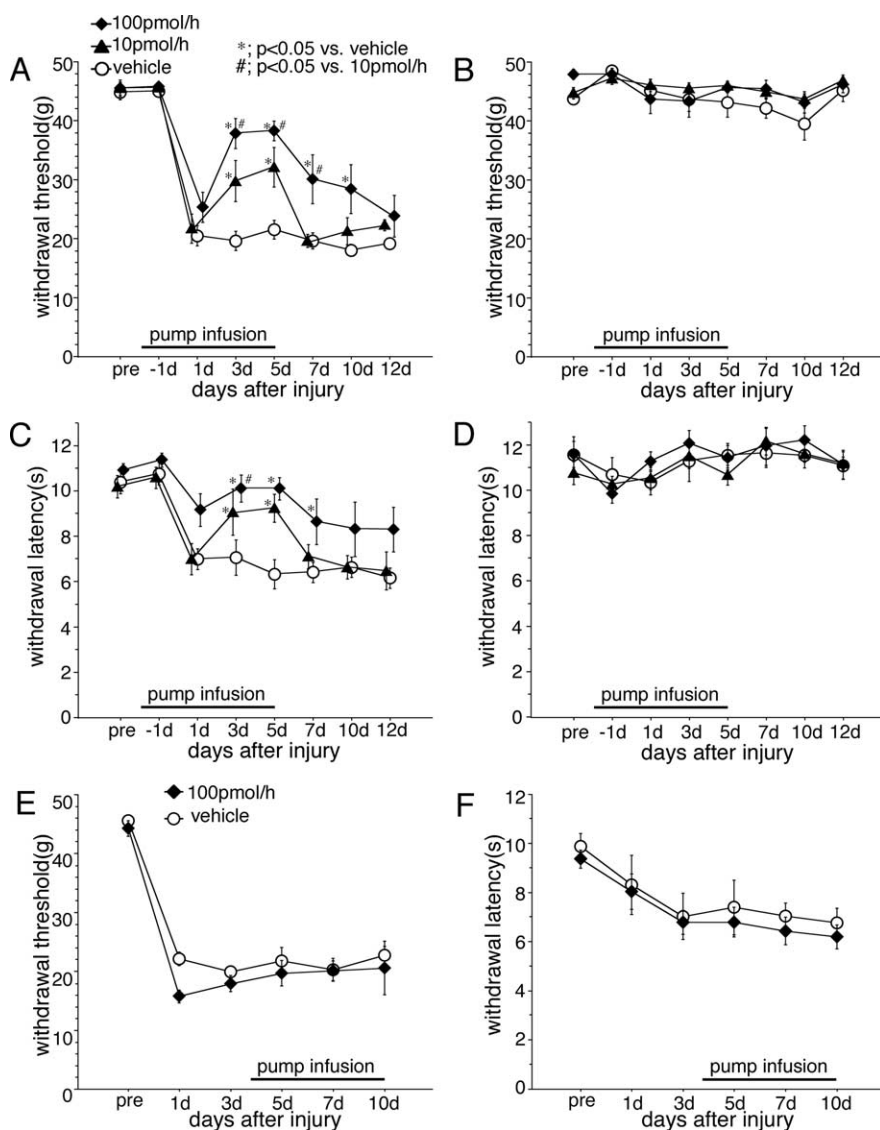 100pmol/h
10pmol/h
vehicle
*; p<0.05 vs. vehicle
#; p<0.05 vs. 10pmol/h
A
withdrawal threshold(g)
50
40
30
20
10
0
*#
*#
*
*
*#
*
pump infusion
pre -1d 1d 3d 5d 7d 10d 12d
days after injury
B
withdrawal threshold(g)
50
40
30
20
10
0
pump infusion
pre -1d 1d 3d 5d 7d 10d 12d
days after injury
C
withdrawal latency(s)
12
10
8
6
4
2
0
*#
*
*
*
*
pump infusion
pre -1d 1d 3d 5d 7d 10d 12d
days after injury
D
withdrawal latency(s)
12
10
8
6
4
2
0
pump infusion
pre -1d 1d 3d 5d 7d 10d 12d
days after injury
E
100pmol/h
vehicle
withdrawal threshold(g)
50
40
30
20
10
0
pump infusion
pre 1d 3d 5d 7d 10d
days after injury
F
withdrawal latency(s)
12
10
8
6
4
2
0
pump infusion
pre 1d 3d 5d 7d 10d
days after injury